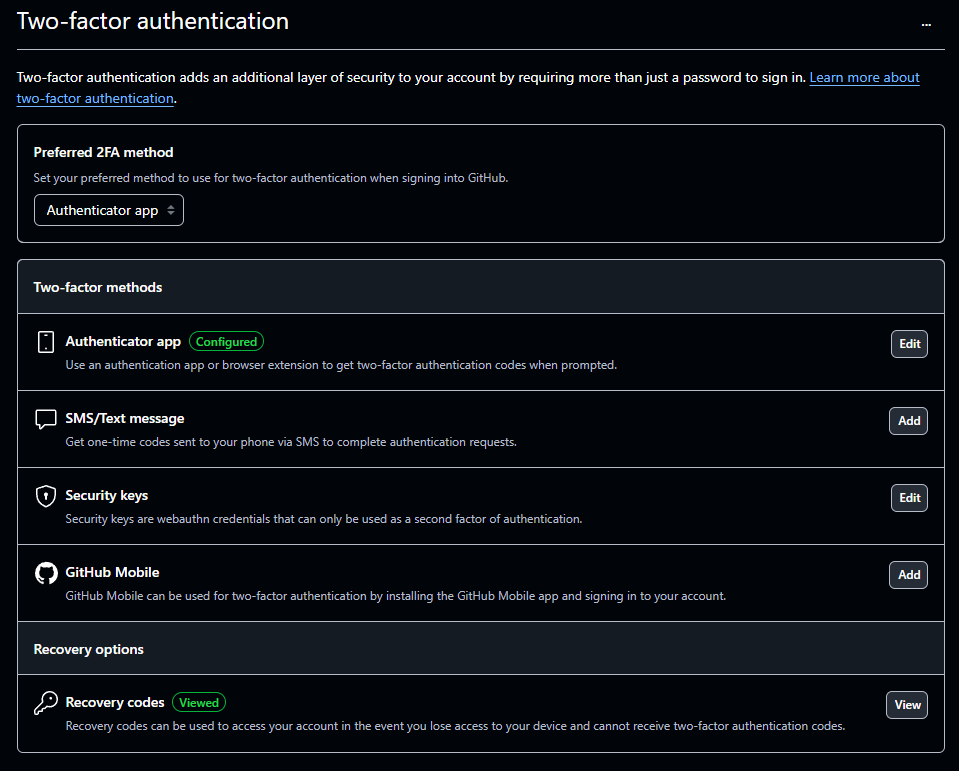 Two-factor authentication
...
Two-factor authentication adds an additional layer of security to your account by requiring more than just a password to sign in. Learn more about
two-factor authentication.
Preferred 2FA method
Set your preferred method to use for two-factor authentication when signing into GitHub.
Authenticator app
Two-factor methods
Authenticator app Configured
Edit
Use an authentication app or browser extension to get two-factor authentication codes when prompted.
SMS/Text message
Add
Get one-time codes sent to your phone via SMS to complete authentication requests.
Security keys
Edit
Security keys are webauthn credentials that can only be used as a second factor of authentication.
GitHub Mobile
Add
GitHub Mobile can be used for two-factor authentication by installing the GitHub Mobile app and signing in to your account.
Recovery options
Recovery codes Viewed
View
Recovery codes can be used to access your account in the event you lose access to your device and cannot receive two-factor authentication codes.